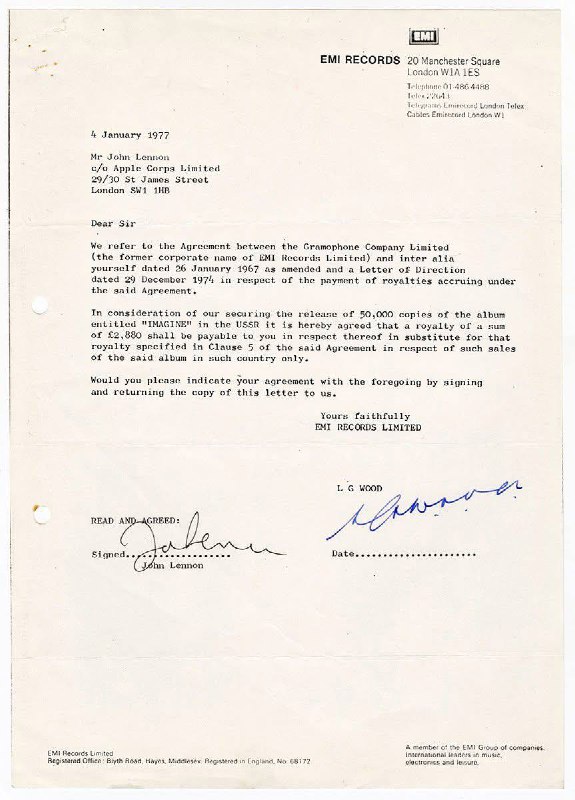 EMI
EMI RECORDS 20 Manchester Square
London W1A 1ES
Telephone 01-486 4488
Telex 22643
Telegrams Emirecord London Telex
Cables Emirecord London W1
4 January 1977
Mr John Lennon
c/o Apple Corps Limited
29/30 St James Street
London SW1 1HB
Dear Sir
We refer to the Agreement between the Gramophone Company Limited
(the former corporate name of EMI Records Limited) and inter alia
yourself dated 26 January 1967 as amended and a Letter of Direction
dated 29 December 1974 in respect of the payment of royalties accruing under
the said Agreement.
In consideration of our securing the release of 50,000 copies of the album
entitled "IMAGINE" in the USSR it is hereby agreed that a royalty of a sum
of £2,880 shall be payable to you in respect thereof in substitute for that
royalty specified in Clause 5 of the said Agreement in respect of such sales
of the said album in such country only.
Would you please indicate your agreement with the foregoing by signing
and returning the copy of this letter to us.
Yours faithfully
EMI RECORDS LIMITED
L G WOOD
READ AND AGREED:
Signed..................
John Lennon
Date.....................
EMI Records Limited
Registered Office: Blyth Road, Hayes, Middlesex. Registered in England, No. 68172
A member of the EMI Group of companies.
International leaders in music,
electronics and leisure.